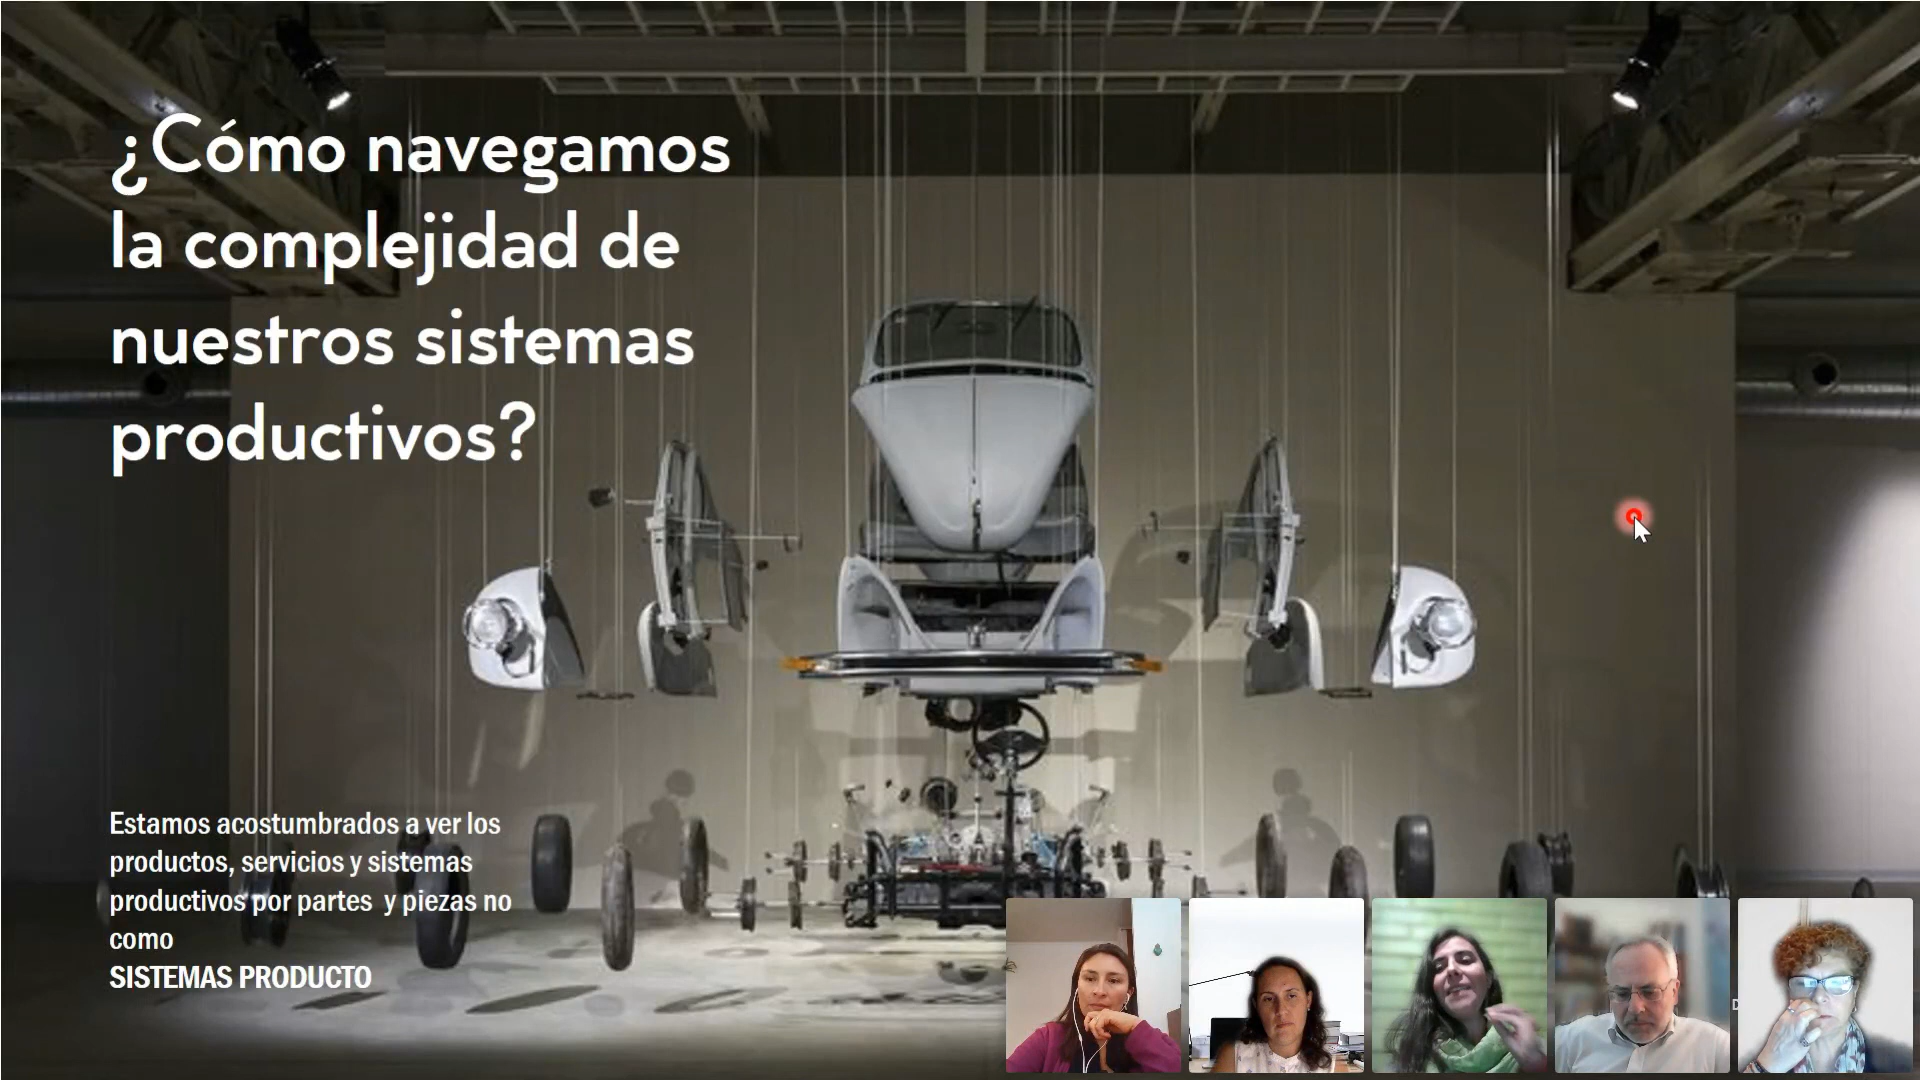 ¿Cómo navegamos
la complejidad de
nuestros sistemas
productivos?
Estamos acostumbrados a ver los
productos, servicios y sistemas
productivos por partes  y piezas no
como
SISTEMAS PRODUCTO